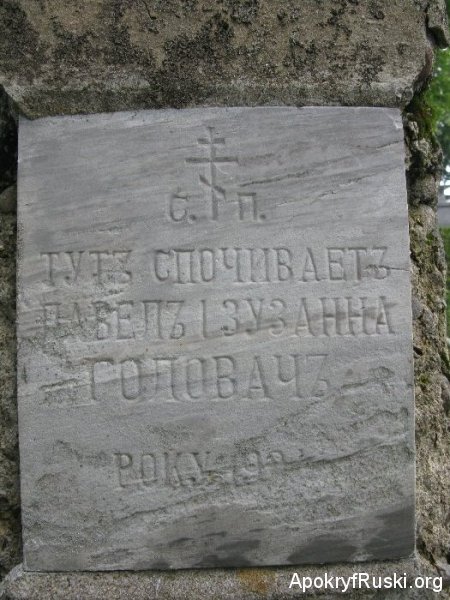 С. П.
ТУТЪ СПОЧИВАЕТЪ
ПАВЕЛЪ І ЗУЗАННА
ГОЛОВАЧЪ
РОКУ
ApokryfRuski.org